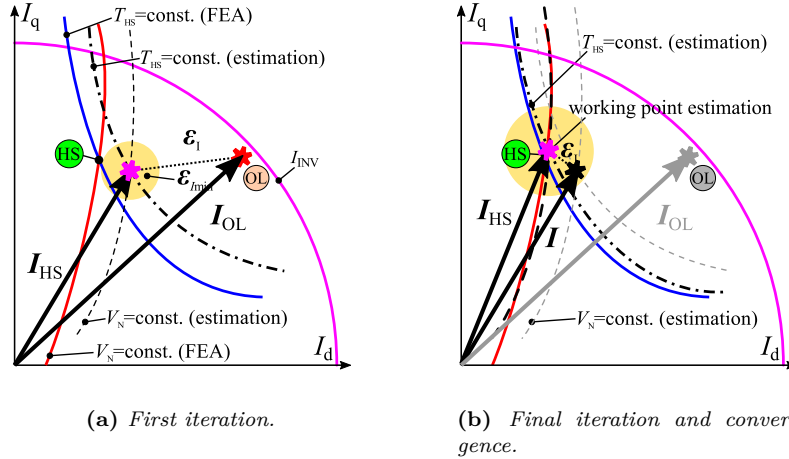 I_q
T_HS=const. (FEA)
T_HS=const. (estimation)
HS
ε_I
ε_Imin
OL
I_INV
I_OL
I_HS
V_N=const. (estimation)
V_N=const. (FEA)
I_d
(a) First iteration.
I_q
T_HS=const. (estimation)
working point estimation
HS
ε
OL
I_HS
I
I_OL
V_N=const. (estimation)
I_d
(b) Final iteration and conver-
gence.